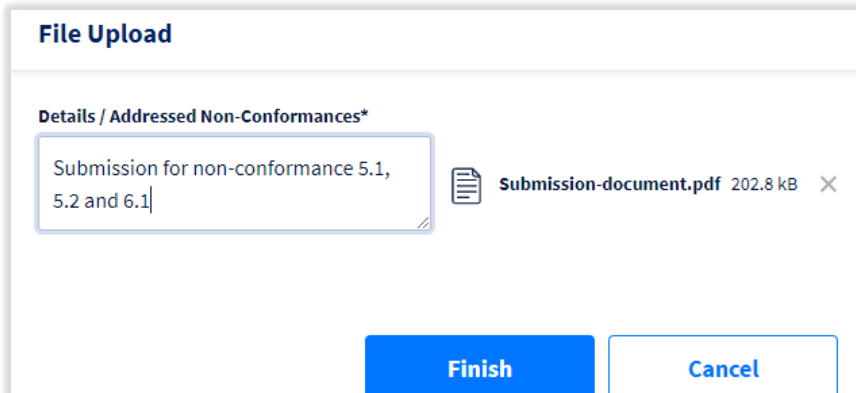 File Upload
Details / Addressed Non-Conformances*
Submission for non-conformance 5.1,
5.2 and 6.1
Submission-document.pdf 202.8 kB
Finish
Cancel